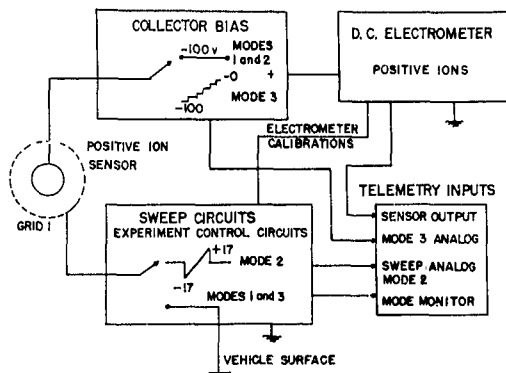 COLLECTOR BIAS
-100 v
MODES
1 and 2
-0
+
-100
MODE 3
D.C. ELECTROMETER
POSITIVE IONS
ELECTROMETER
CALIBRATIONS
POSITIVE ION
SENSOR
GRID 1
SWEEP CIRCUITS
EXPERIMENT CONTROL CIRCUITS
+17
MODE 2
-17
MODES 1 and 3
VEHICLE SURFACE
TELEMETRY INPUTS
SENSOR OUTPUT
MODE 3 ANALOG
SWEEP ANALOG
MODE 2
MODE MONITOR